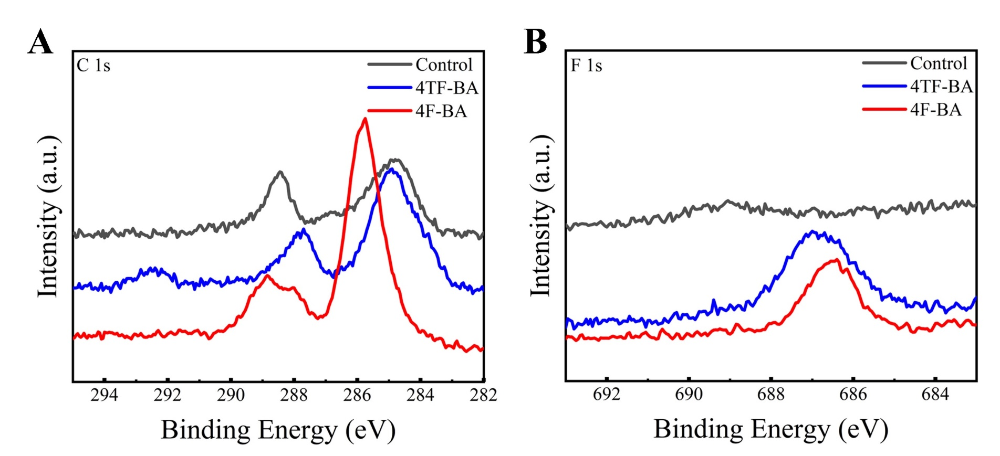 A
C 1s
Control
4TF-BA
4F-BA
Intensity (a.u.)
294 292 290 288 286 284 282
Binding Energy (eV)
B
F 1s
Control
4TF-BA
4F-BA
Intensity (a.u.)
692 690 688 686 684
Binding Energy (eV)